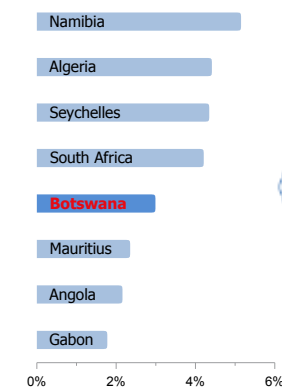 Namibia
Algeria
Seychelles
South Africa
Botswana
Mauritius
Angola
Gabon
0% 2% 4% 6%